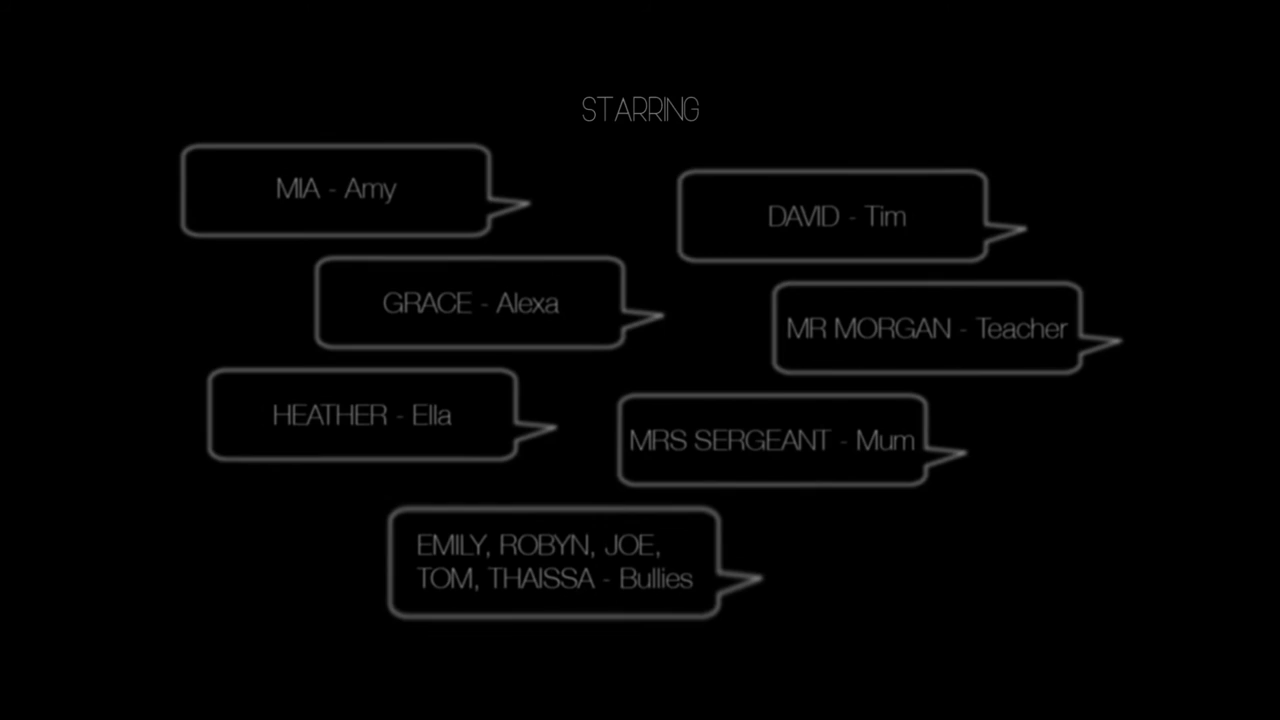 STARRING
MIA - Amy
DAVID - Tim
GRACE - Alexa
MR MORGAN - Teacher
HEATHER - Ella
MRS SERGEANT - Mum
EMILY, ROBYN, JOE,
TOM, THAISSA - Bullies